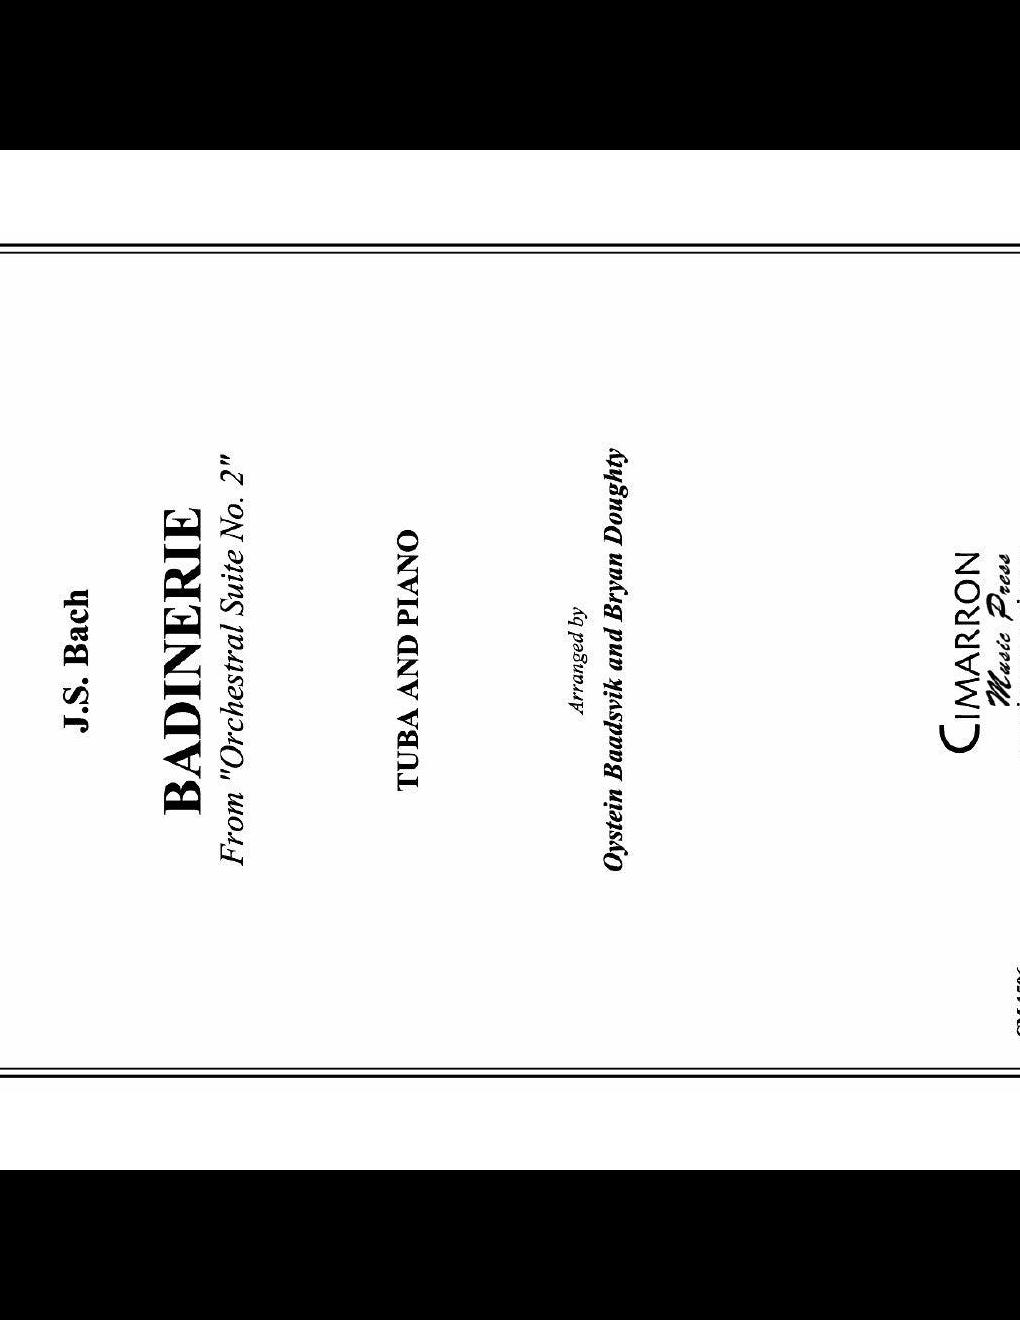 J.S. Bach
BADINERIE
From "Orchestral Suite No. 2"
TUBA AND PIANO
Arranged by
Oystein Baadsvik and Bryan Doughty
CIMARRON
Music Press